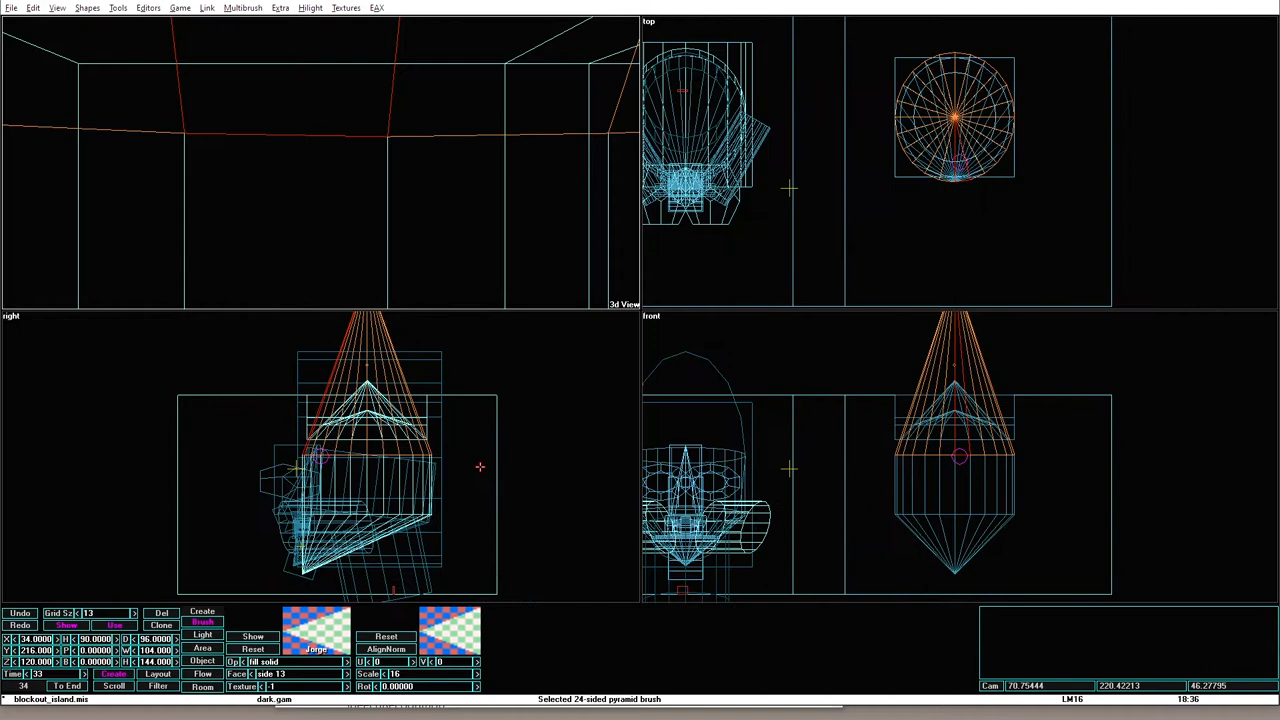 File Edit View Shapes Tools Editors Game Link Multibrush Extra Hilight Textures EAX
top
3d View
right
front
Undo Grid Sz < 13 > Del Create
Redo Show Use Clone Brush
X < 34.0000 > H < 90.0000 > D < 96.0000 > Light Show Jorge Reset
Y < 216.000 > P < 0.00000 > W < 104.000 > Area Reset AlignNorm
Z < 120.000 > B < 0.00000 > H < 144.000 > Object Op < fill solid > U < 0 > V < 0 >
Time < 33 > Create Layout Flow Face < side 13 > Scale < 16 >
34 To End Scroll Filter Room Texture < -1 > Rot < 0.00000 > Cam 70.75444 220.42213 46.27795
* blockout_island.mis dark.gam Selected 24-sided pyramid brush LM16 18:36